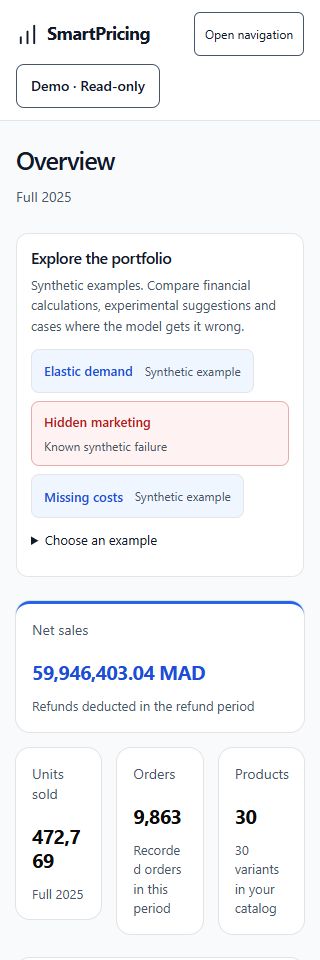 SmartPricing
Open navigation
Demo · Read-only
Overview
Full 2025
Explore the portfolio
Synthetic examples. Compare financial
calculations, experimental suggestions and
cases where the model gets it wrong.
Elastic demand Synthetic example
Hidden marketing
Known synthetic failure
Missing costs Synthetic example
Choose an example
Net sales
59,946,403.04 MAD
Refunds deducted in the refund period
Units
sold
472,7
69
Full 2025
Orders
9,863
Recorde
d orders
in this
period
Products
30
30
variants
in your
catalog